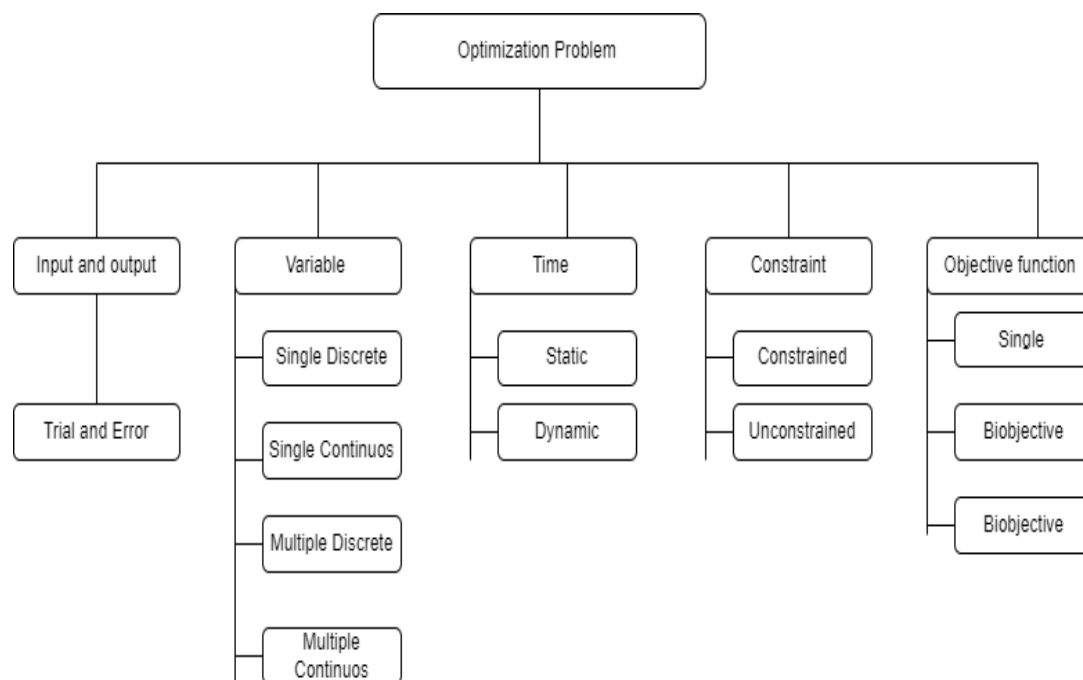 Optimization Problem
Input and output
Variable
Time
Constraint
Objective function
Single Discrete
Static
Constrained
Single
Trial and Error
Single Continuos
Dynamic
Unconstrained
Biobjective
Multiple Discrete
Biobjective
Multiple
Continuos